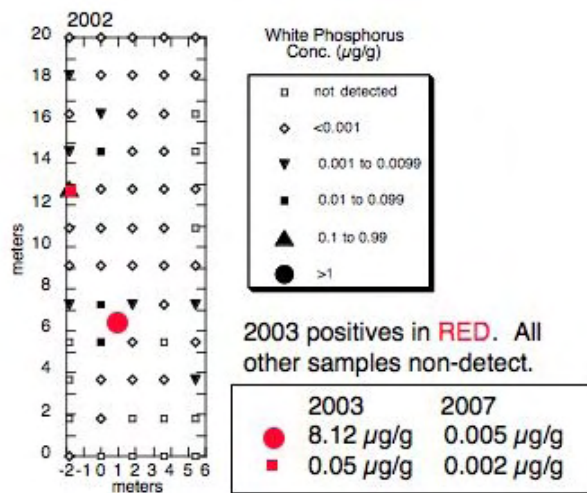 2002
White Phosphorus
Conc. (µg/g)
not detected
<0.001
0.001 to 0.0099
0.01 to 0.099
0.1 to 0.99
>1
20
18
16
14
12
10
8
6
4
2
0
meters
-2 -1 0 1 2 3 4 5 6
meters
2003 positives in RED. All
other samples non-detect.
2003 2007
8.12 µg/g 0.005 µg/g
0.05 µg/g 0.002 µg/g